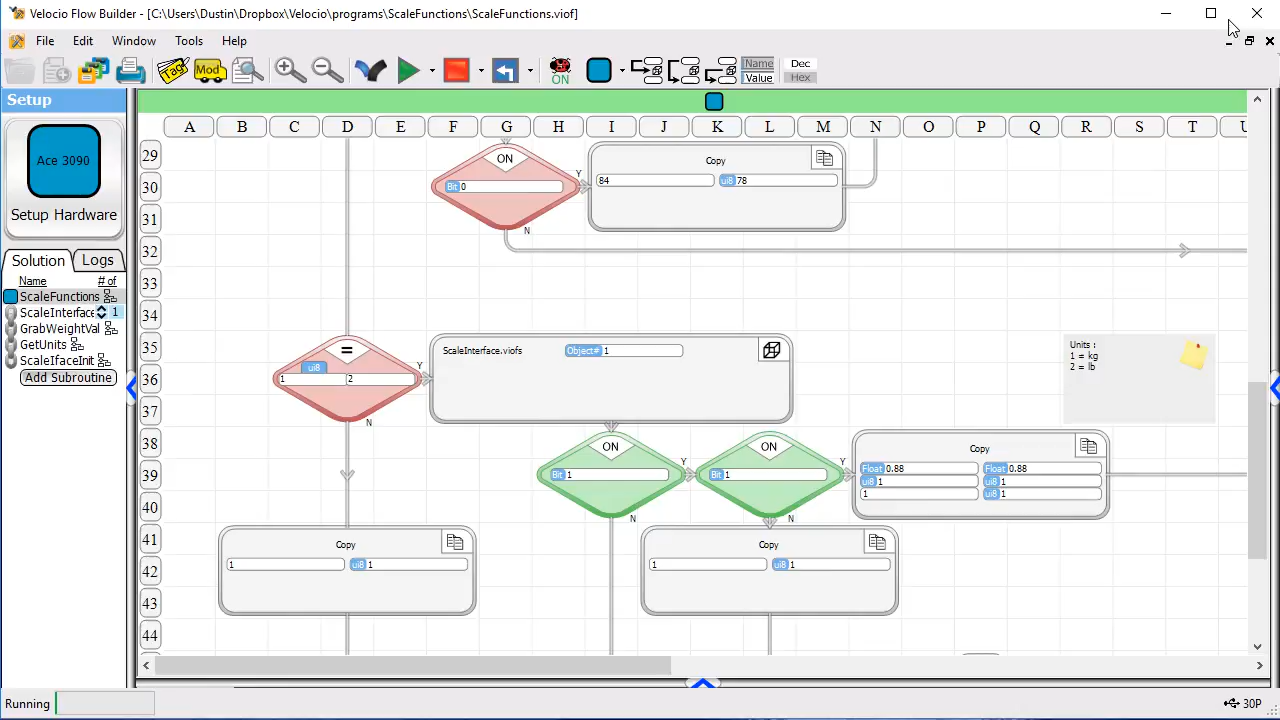 Velocio Flow Builder - [C:\Users\Dustin\Dropbox\Velocio\programs\ScaleFunctions\ScaleFunctions.viof]
File Edit Window Tools Help
Tag Mod ON Name Value Dec Hex
Setup
Ace 3090
Setup Hardware
Solution Logs
Name # of
ScaleFunctions
ScaleInterface 1
GrabWeightVal
GetUnits
ScaleIfaceInit
Add Subroutine
A B C D E F G H I J K L M N O P Q R S T U
29
30
31
32
33
34
35
36
37
38
39
40
41
42
43
44
ON
Bit 0
Y
N
Copy
84 ui8 78
=
ui8
1 2
Y
N
ScaleInterface.viofs Object# 1
Units :
1 = kg
2 = lb
ON
Bit 1
Y
N
ON
Bit 1
Y
N
Copy
Float 0.88 Float 0.88
ui8 1 ui8 1
1 ui8 1
Copy
1 ui8 1
Copy
1 ui8 1
Running
30P